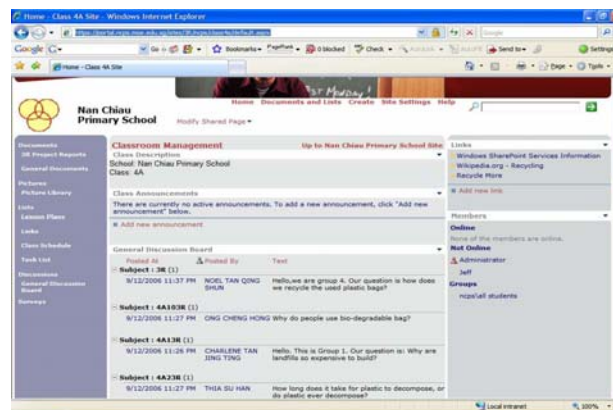 Home - Class 4A Site - Windows Internet Explorer
Google
Go
Bookmarks
PageRank
0 blocked
Check
Send to
Settings
Home - Class 4A Site
Page
Tools
1st Monday!
Home Documents and Lists Create Site Settings Help
Nan Chiau
Primary School
Modify Shared Page
Documents
3R Project Reports
General Documents
Pictures
Picture Library
Lists
Lesson Plans
Links
Class Schedule
Task List
Discussions
General Discussion
Board
Surveys
Classroom Management
Up to Nan Chiau Primary School Site
Class Description
School: Nan Chiau Primary School
Class: 4A
Class Announcements
There are currently no active announcements. To add a new announcement, click "Add new
announcement" below.
Add new announcement
General Discussion Board
Posted At Posted By Text
Subject : 3R (1)
9/12/2006 11:37 PM NOEL TAN QING SHUN Hello,we are group 4. Our question is how does we recycle the used plastic bags?
Subject : 4A103R (1)
9/12/2006 11:27 PM ONG CHENG HONG Why do people use bio-degradable bag?
Subject : 4A13R (1)
9/12/2006 11:26 PM CHARLENE TAN JING TING Hello. This is Group 1. Our question is: Why are landfills so expensive to build?
Subject : 4A23R (1)
9/12/2006 11:27 PM THIA SU HAN How long does it take for plastic to decompose, or do plastic ever decompose?
Links
Windows SharePoint Services Information
Wikipedia.org - Recycling
Recycle More
Add new link
Members
Online
None of the members are online.
Not Online
Administrator
Jeff
Groups
ncps\all students
Local intranet
100%